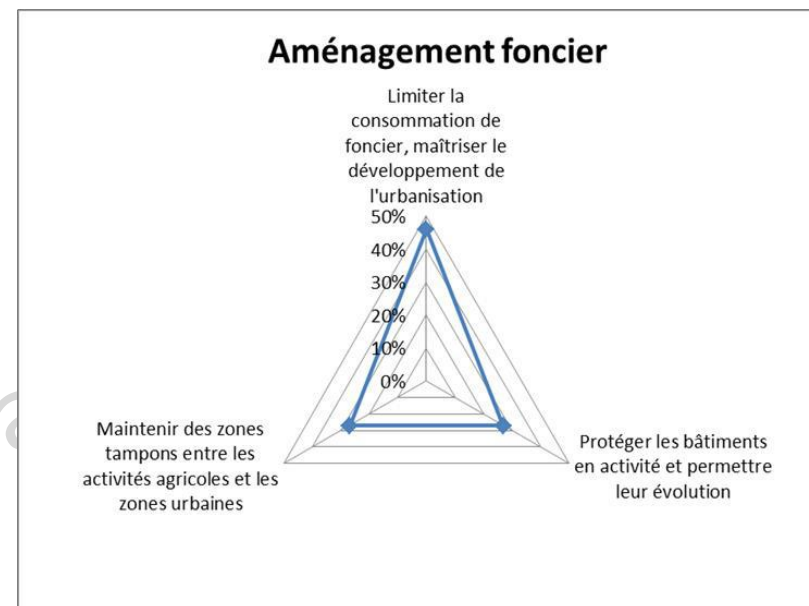 Aménagement foncier
Limiter la
consommation de
foncier, maîtriser le
développement de
l'urbanisation
50%
40%
30%
20%
10%
0%
Maintenir des zones
tampons entre les
activités agricoles et les
zones urbaines
Protéger les bâtiments
en activité et permettre
leur évolution